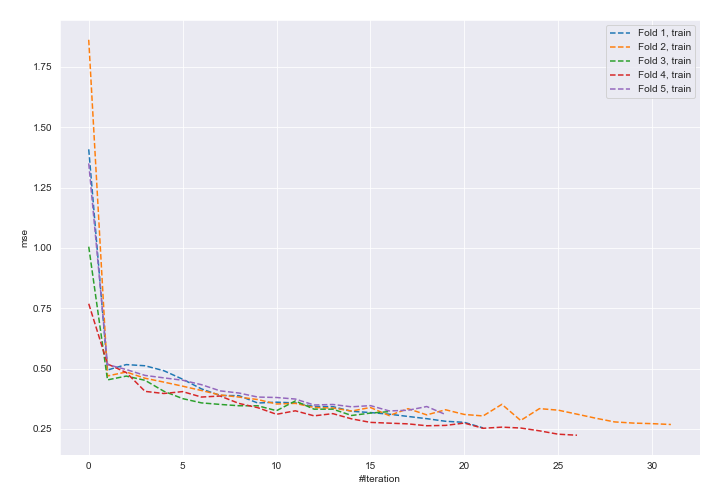 Fold 1, train
Fold 2, train
Fold 3, train
Fold 4, train
Fold 5, train
1.75
1.50
1.25
1.00
0.75
0.50
0.25
mse
0 5 10 15 20 25 30
#Iteration